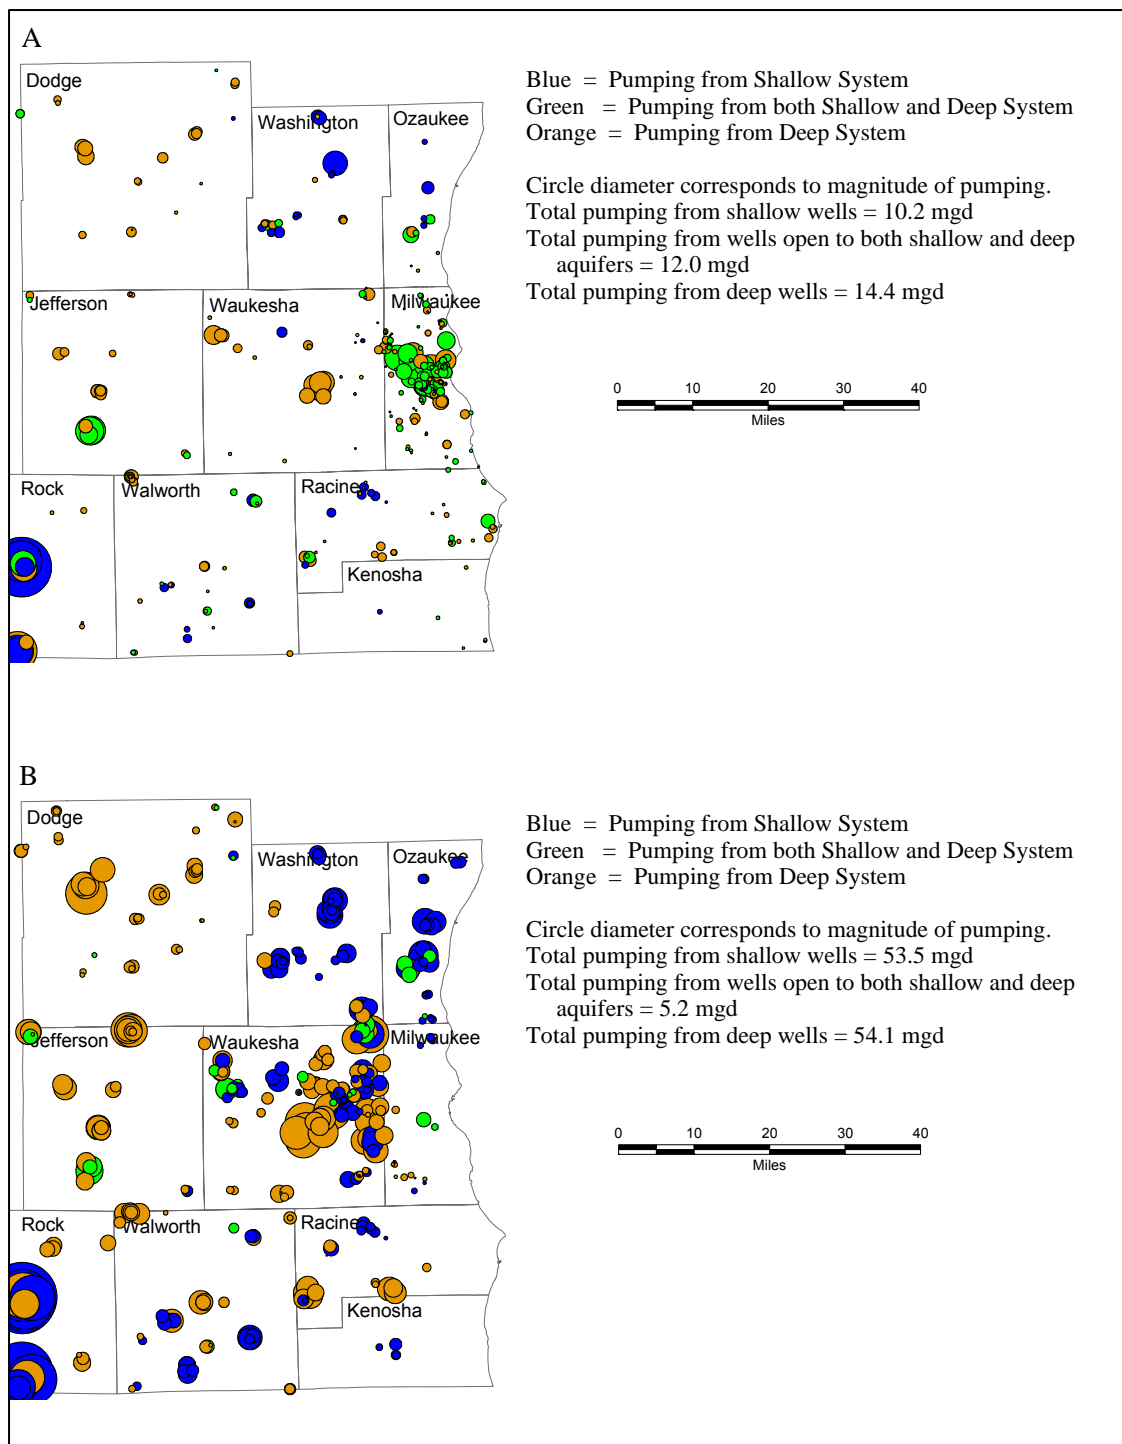 A
Dodge
Washington
Ozaukee
Jefferson
Waukesha
Milwaukee
Rock
Walworth
Racine
Kenosha
Blue = Pumping from Shallow System
Green = Pumping from both Shallow and Deep System
Orange = Pumping from Deep System
Circle diameter corresponds to magnitude of pumping.
Total pumping from shallow wells = 10.2 mgd
Total pumping from wells open to both shallow and deep
aquifers = 12.0 mgd
Total pumping from deep wells = 14.4 mgd
0 10 20 30 40
Miles
B
Dodge
Washington
Ozaukee
Jefferson
Waukesha
Milwaukee
Rock
Walworth
Racine
Kenosha
Blue = Pumping from Shallow System
Green = Pumping from both Shallow and Deep System
Orange = Pumping from Deep System
Circle diameter corresponds to magnitude of pumping.
Total pumping from shallow wells = 53.5 mgd
Total pumping from wells open to both shallow and deep
aquifers = 5.2 mgd
Total pumping from deep wells = 54.1 mgd
0 10 20 30 40
Miles